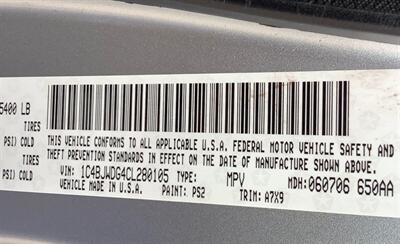 5400 LB
TIRES
PSI) COLD
TIRES
PSI) COLD
THIS VEHICLE CONFORMS TO ALL APPLICABLE U.S.A. FEDERAL MOTOR VEHICLE SAFETY AND
THEFT PREVENTION STANDARDS IN EFFECT ON THE DATE OF MANUFACTURE SHOWN ABOVE.
VIN: 1C4BJWDG4CL280105 TYPE: MPV MDH: 060706 650AA
VEHICLE MADE IN U.S.A. PAINT: PS2 TRIM: A7X9